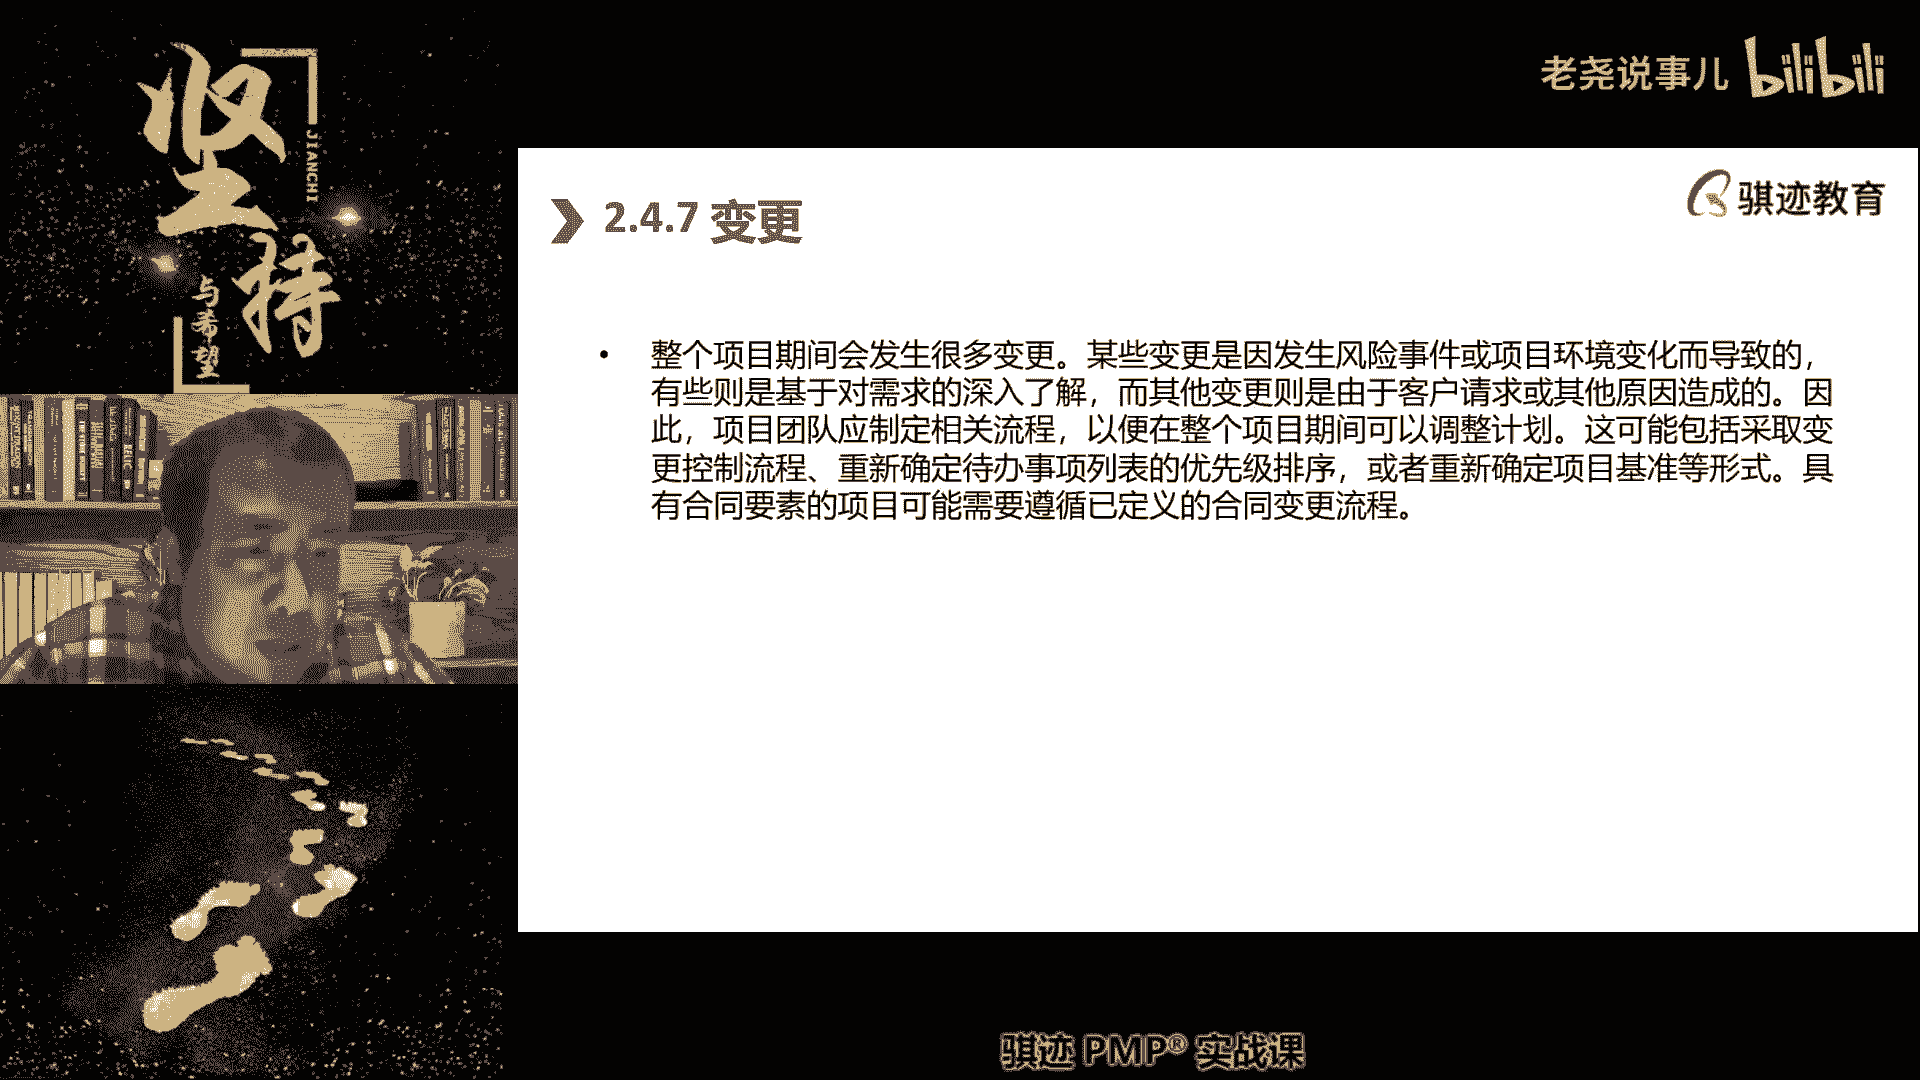 坚持
JIANCHI
与希望
老尧说事儿 bilibili
骐迹教育
2.4.7 变更
• 整个项目期间会发生很多变更。某些变更是因发生风险事件或项目环境变化而导致的，
有些则是基于对需求的深入了解，而其他变更则是由于客户请求或其他原因造成的。因
此，项目团队应制定相关流程，以便在整个项目期间可以调整计划。这可能包括采取变
更控制流程、重新确定待办事项列表的优先级排序，或者重新确定项目基准等形式。具
有合同要素的项目可能需要遵循已定义的合同变更流程。
骐迹 PMP® 实战课